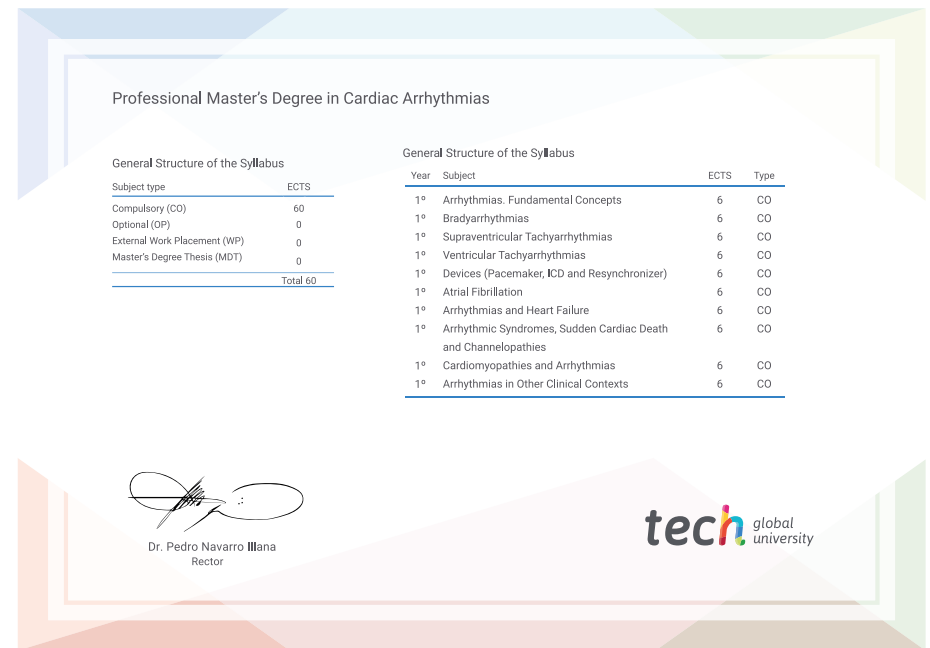 Professional Master's Degree in Cardiac Arrhythmias
General Structure of the Syllabus
Subject type ECTS
Compulsory (CO) 60
Optional (OP) 0
External Work Placement (WP) 0
Master's Degree Thesis (MDT) 0
Total 60
General Structure of the Syllabus
Year Subject ECTS Type
1º Arrhythmias. Fundamental Concepts 6 CO
1º Bradyarrhythmias 6 CO
1º Supraventricular Tachyarrhythmias 6 CO
1º Ventricular Tachyarrhythmias 6 CO
1º Devices (Pacemaker, ICD and Resynchronizer) 6 CO
1º Atrial Fibrillation 6 CO
1º Arrhythmias and Heart Failure 6 CO
1º Arrhythmic Syndromes, Sudden Cardiac Death 6 CO
and Channelopathies
1º Cardiomyopathies and Arrhythmias 6 CO
1º Arrhythmias in Other Clinical Contexts 6 CO
Dr. Pedro Navarro Illana
Rector
tech global
university